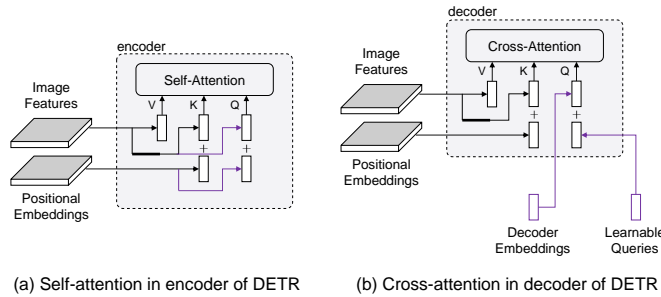 encoder
Self-Attention
V K Q
Image
Features
+ +
Positional
Embeddings
(a) Self-attention in encoder of DETR
decoder
Cross-Attention
V K Q
Image
Features
+ +
Positional
Embeddings
Decoder
Embeddings
Learnable
Queries
(b) Cross-attention in decoder of DETR